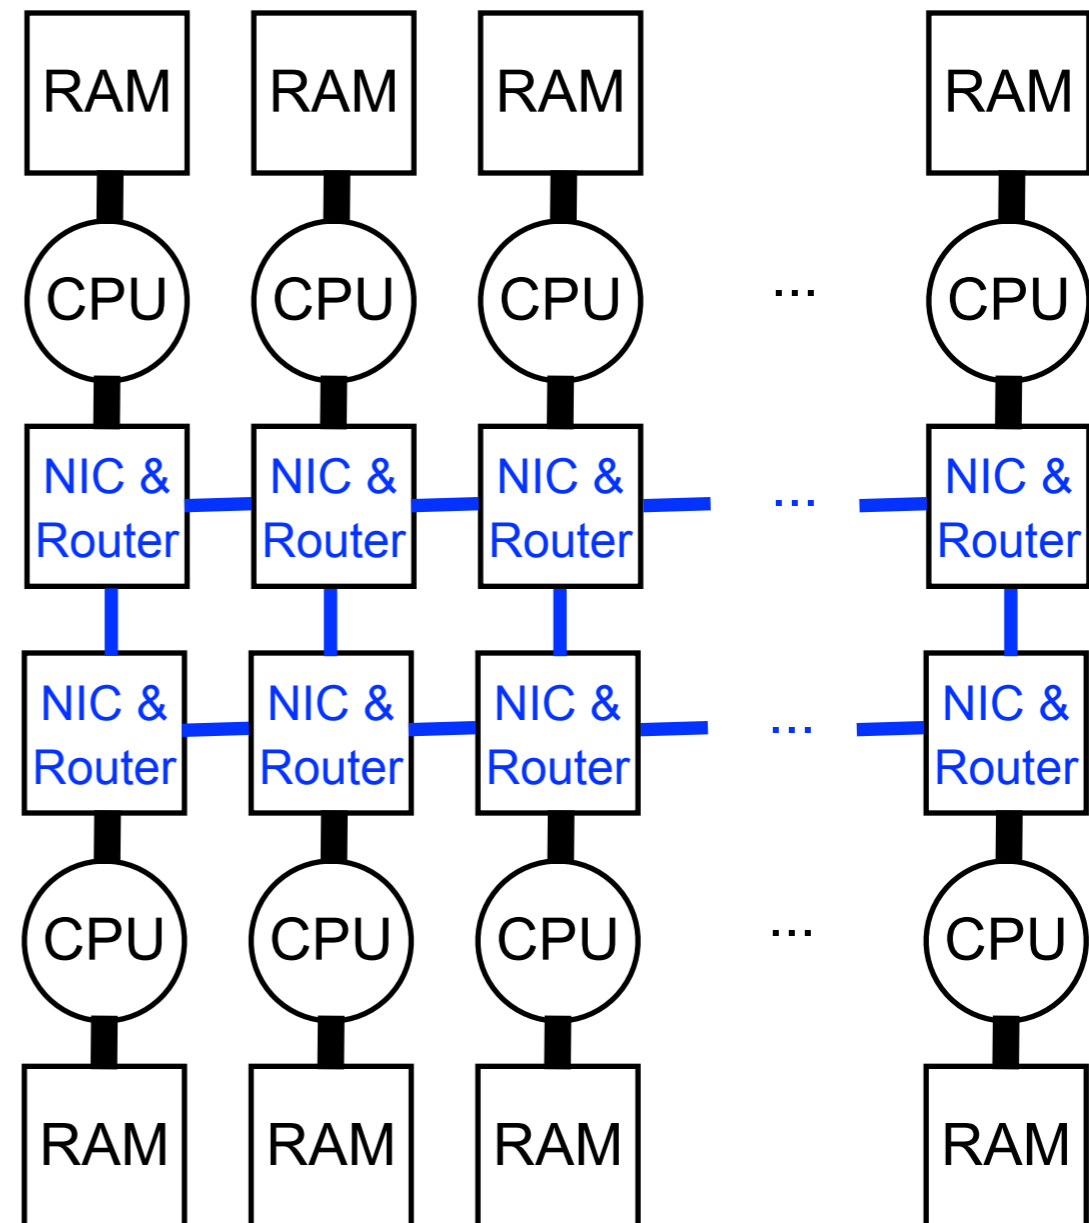 RAM RAM RAM RAM
CPU CPU CPU ... CPU
NIC & NIC & NIC & ... NIC &
Router Router Router Router
NIC & NIC & NIC & ... NIC &
Router Router Router Router
CPU CPU CPU ... CPU
RAM RAM RAM RAM